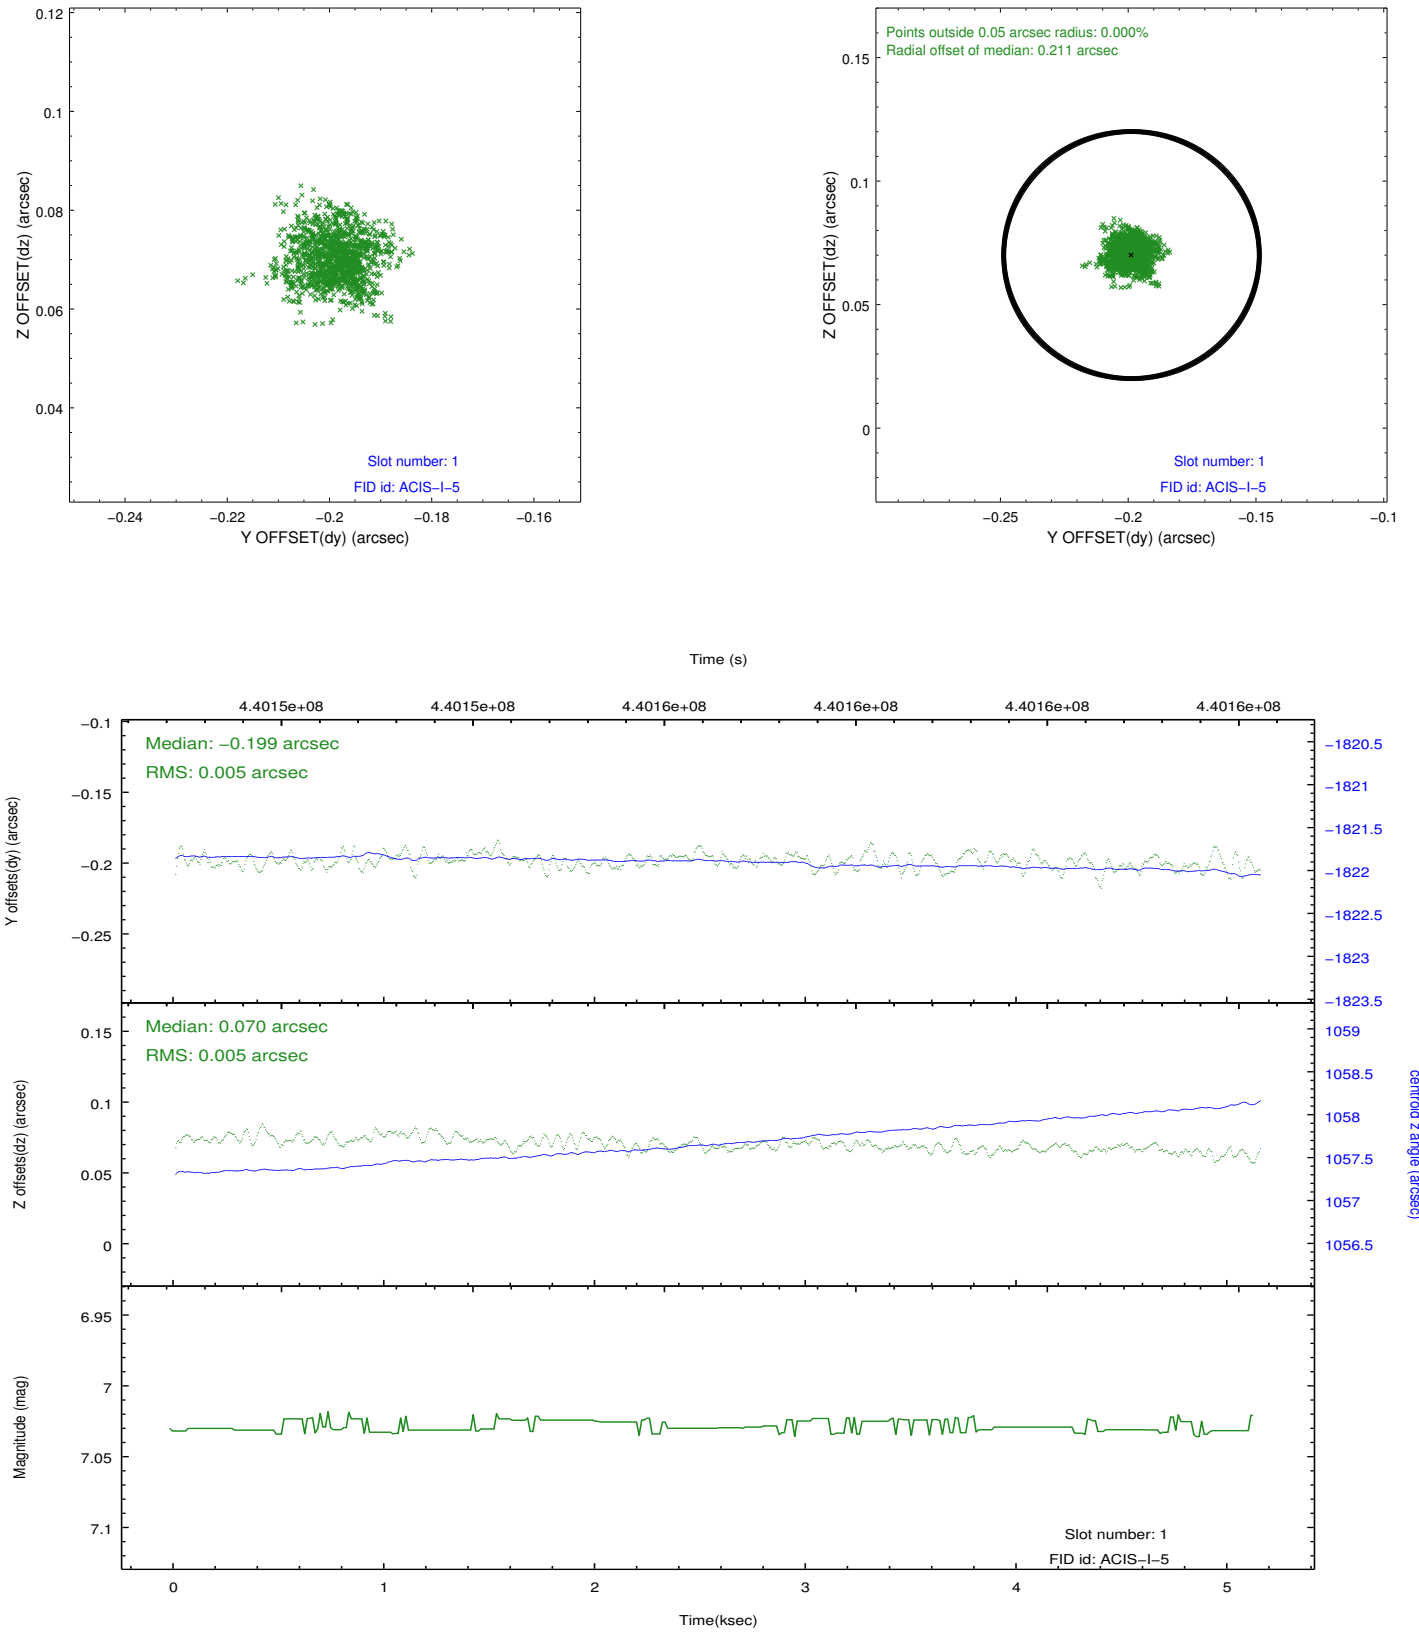 0.12
0.1
0.08
0.06
0.04
Z OFFSET(dz) (arcsec)
Slot number: 1
FID id: ACIS−I−5
−0.24 −0.22 −0.2 −0.18 −0.16
Y OFFSET(dy) (arcsec)
Points outside 0.05 arcsec radius: 0.000%
Radial offset of median: 0.211 arcsec
0.15
0.1
0.05
0
Z OFFSET(dz) (arcsec)
Slot number: 1
FID id: ACIS−I−5
−0.25 −0.2 −0.15 −0.1
Y OFFSET(dy) (arcsec)
Time (s)
4.4015e+08 4.4015e+08 4.4016e+08 4.4016e+08 4.4016e+08 4.4016e+08
Median: −0.199 arcsec
RMS: 0.005 arcsec
−0.1
−0.15
−0.2
−0.25
Y offsets(dy) (arcsec)
−1820.5
−1821
−1821.5
−1822
−1822.5
−1823
−1823.5
Median: 0.070 arcsec
RMS: 0.005 arcsec
0.15
0.1
0.05
0
Z offsets(dz) (arcsec)
1059
1058.5
1058
1057.5
1057
1056.5
centroid z angle (arcsec)
6.95
7
7.05
7.1
Magnitude (mag)
Slot number: 1
FID id: ACIS−I−5
0 1 2 3 4 5
Time(ksec)